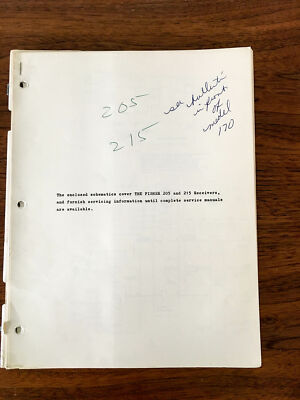 205
215
see bulletin
in front
of
model
170
The enclosed schematics cover THE FISHER 205 and 215 Receivers,
and furnish servicing information until complete service manuals
are available.